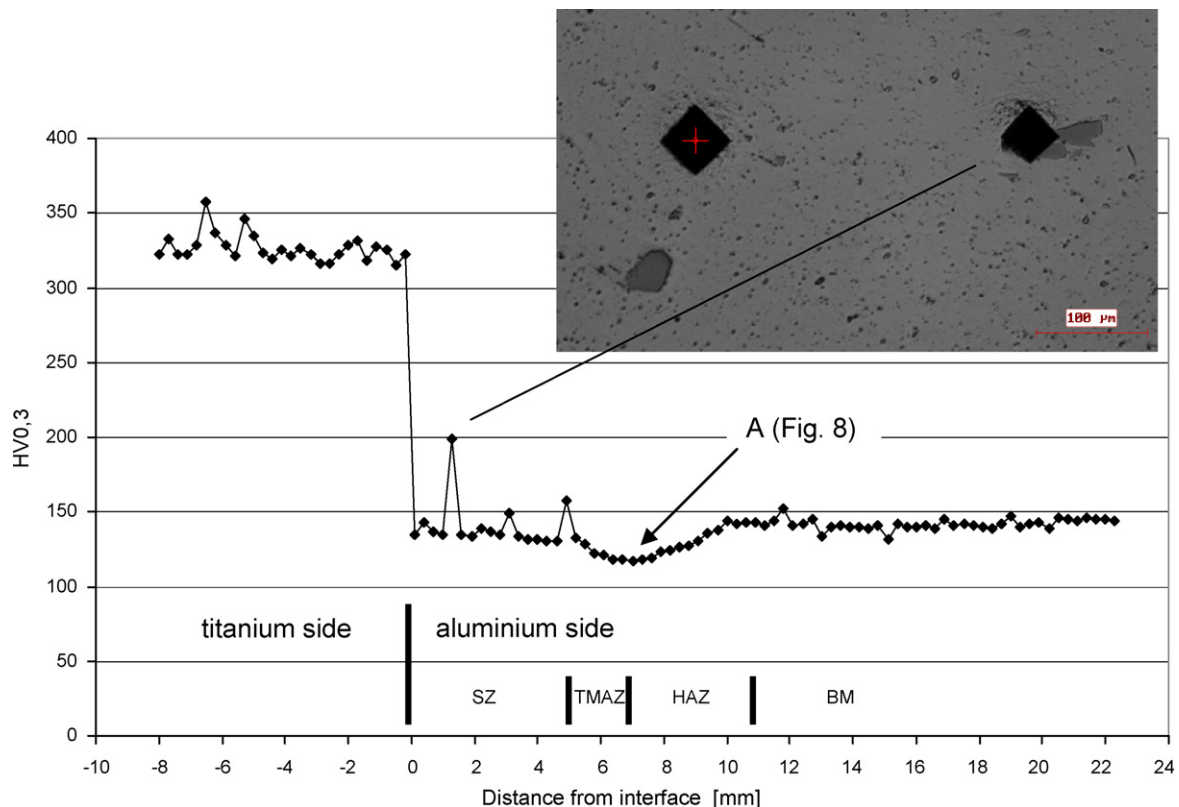 100 µm
400
350
300
250
200
150
100
50
0
HV0,3
A (Fig. 8)
titanium side
aluminium side
SZ
TMAZ
HAZ
BM
-10 -8 -6 -4 -2 0 2 4 6 8 10 12 14 16 18 20 22 24
Distance from interface [mm]